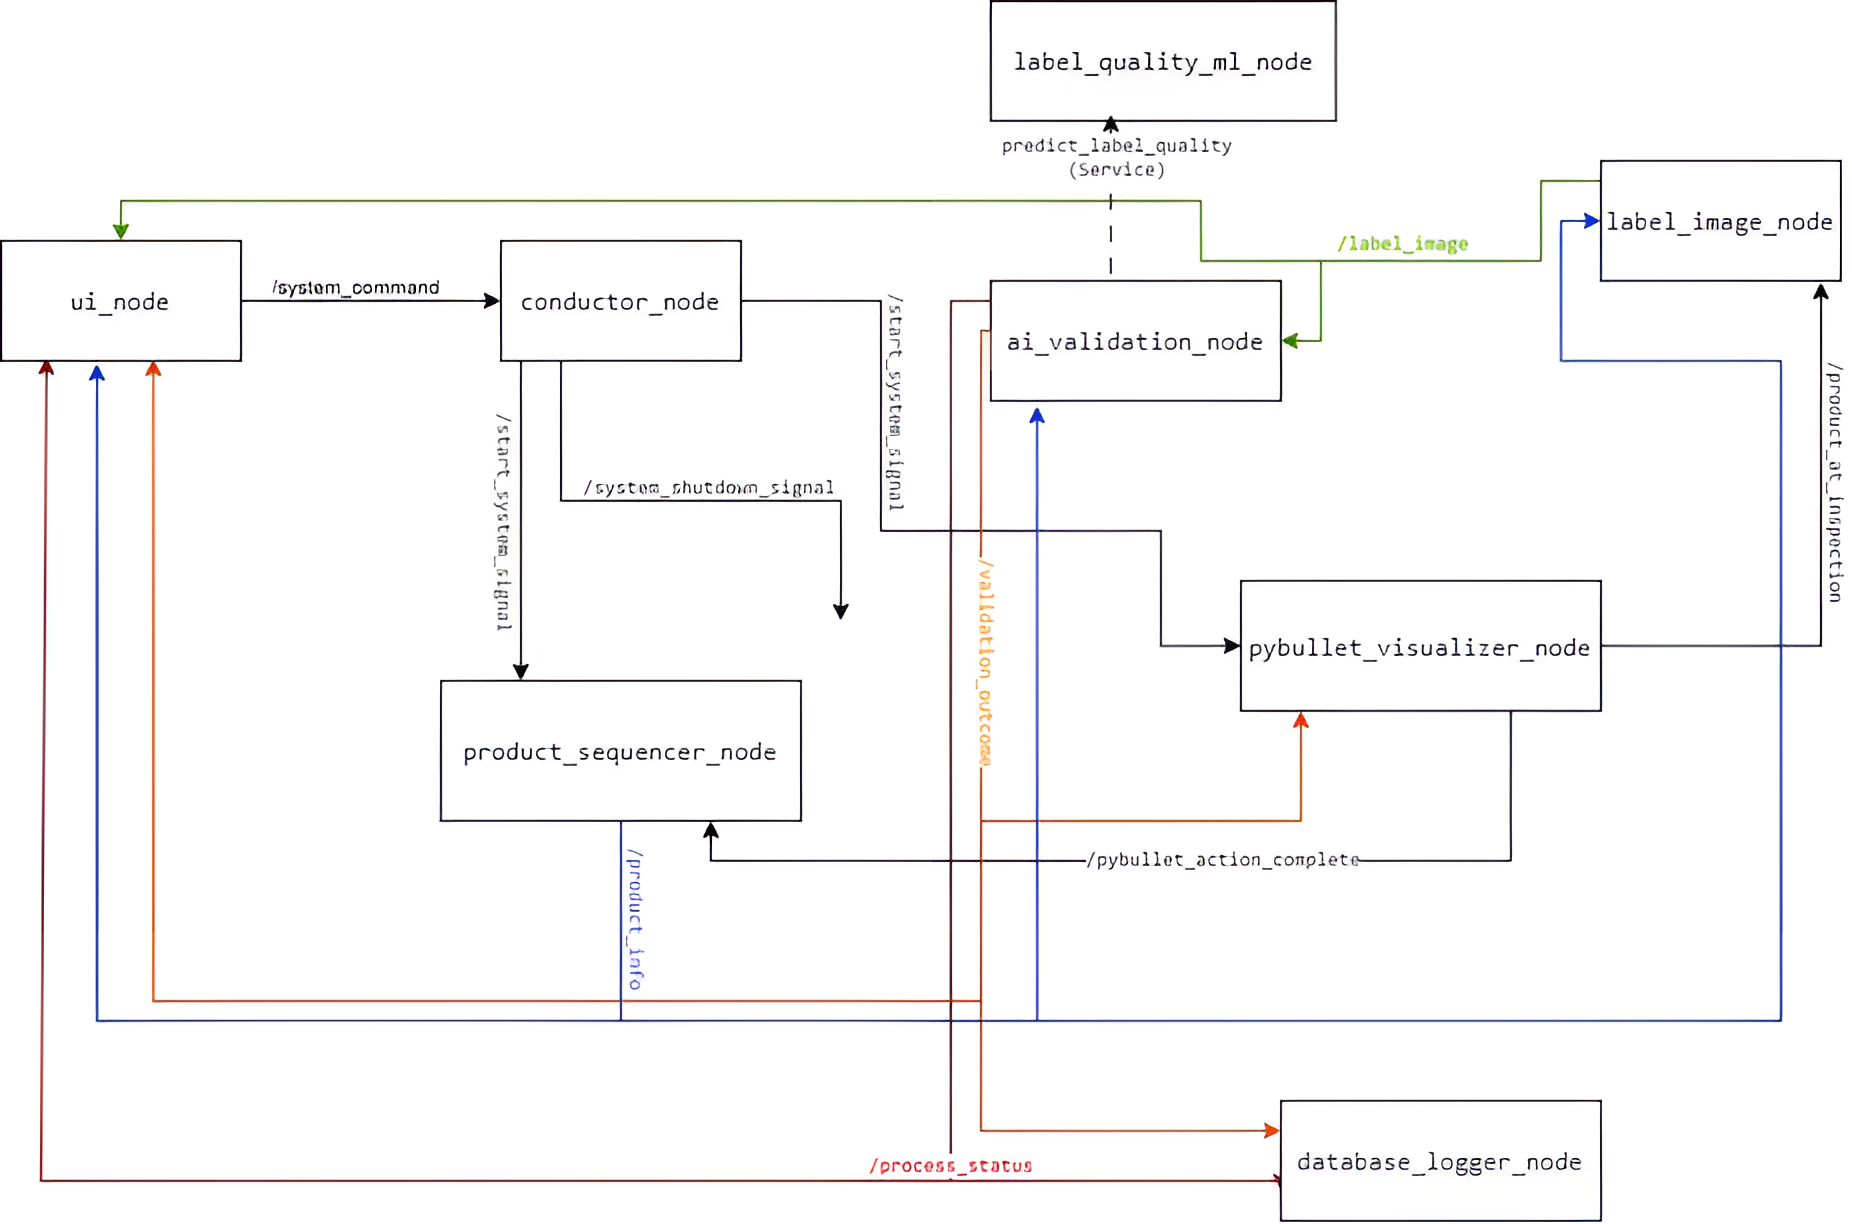 label_quality_ml_node
predict_label_quality
(Service)
label_image_node
/label_image
ui_node
/system_command
conductor_node
/start_system_signal
ai_validation_node
/start_system_signal
/system_shutdown_signal
/product_at_inspection
/validation_outcome
pybullet_visualizer_node
product_sequencer_node
/pybullet_action_complete
/product_info
/process_status
database_logger_node